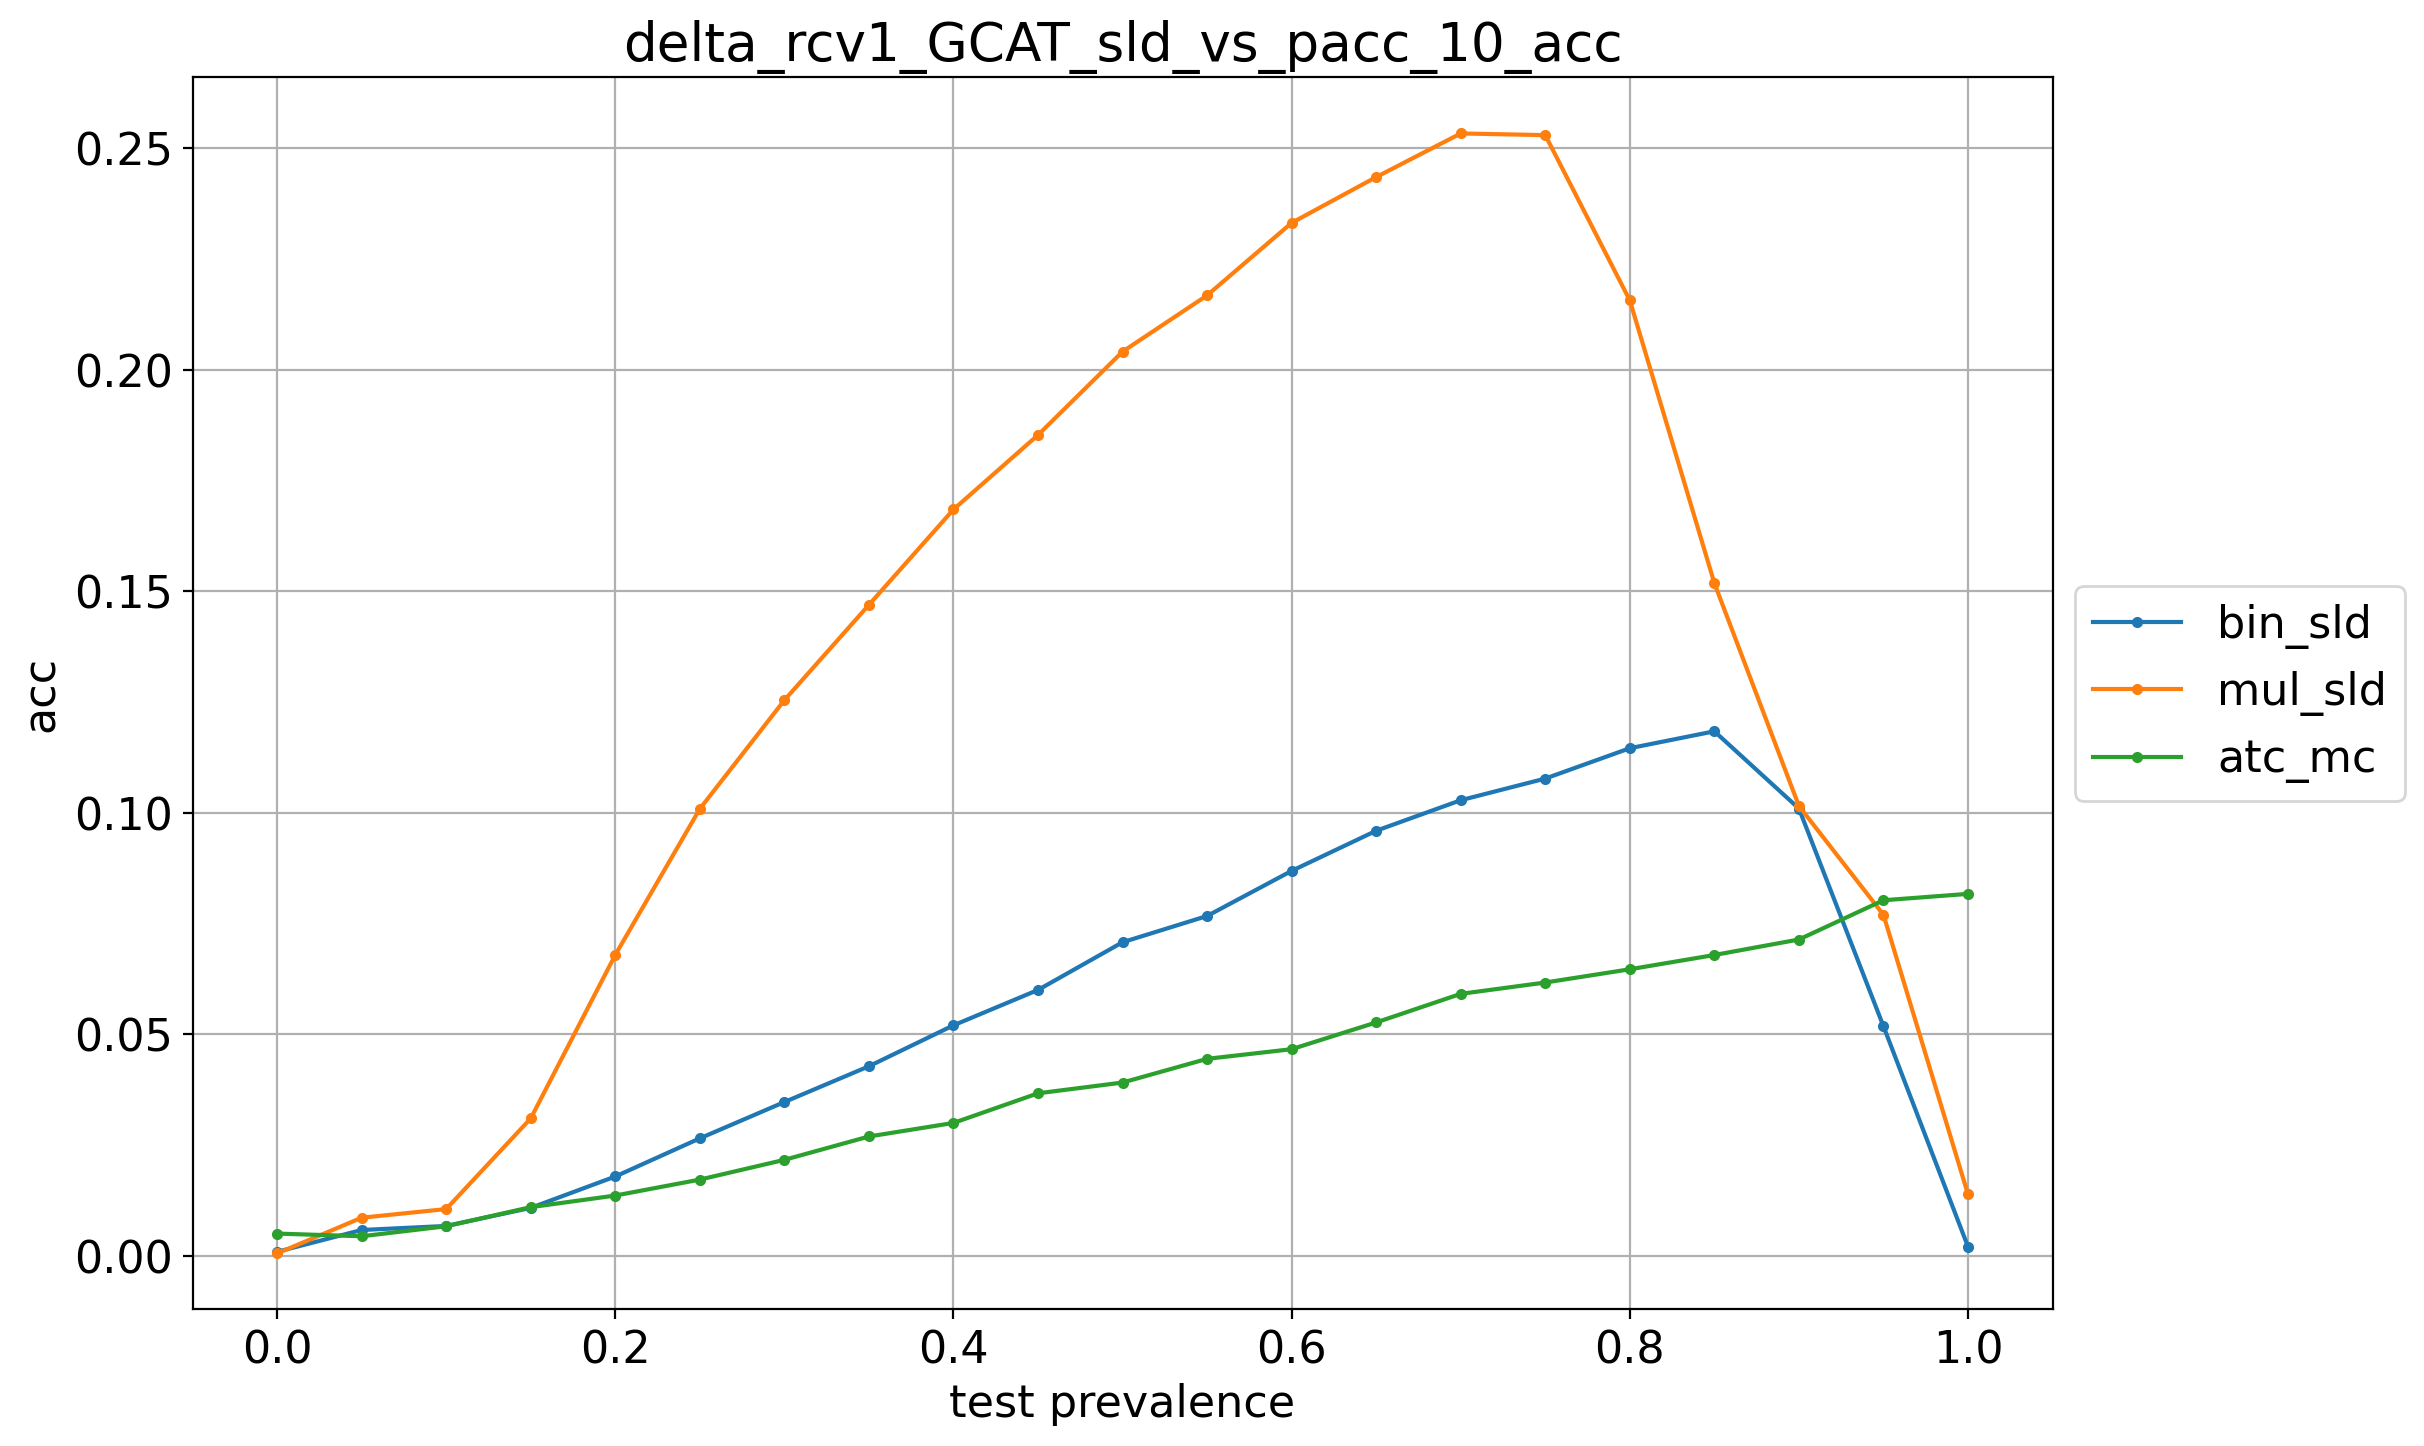 delta_rcv1_GCAT_sld_vs_pacc_10_acc
0.25
0.20
0.15
0.10
0.05
0.00
acc
0.0 0.2 0.4 0.6 0.8 1.0
test prevalence
bin_sld
mul_sld
atc_mc